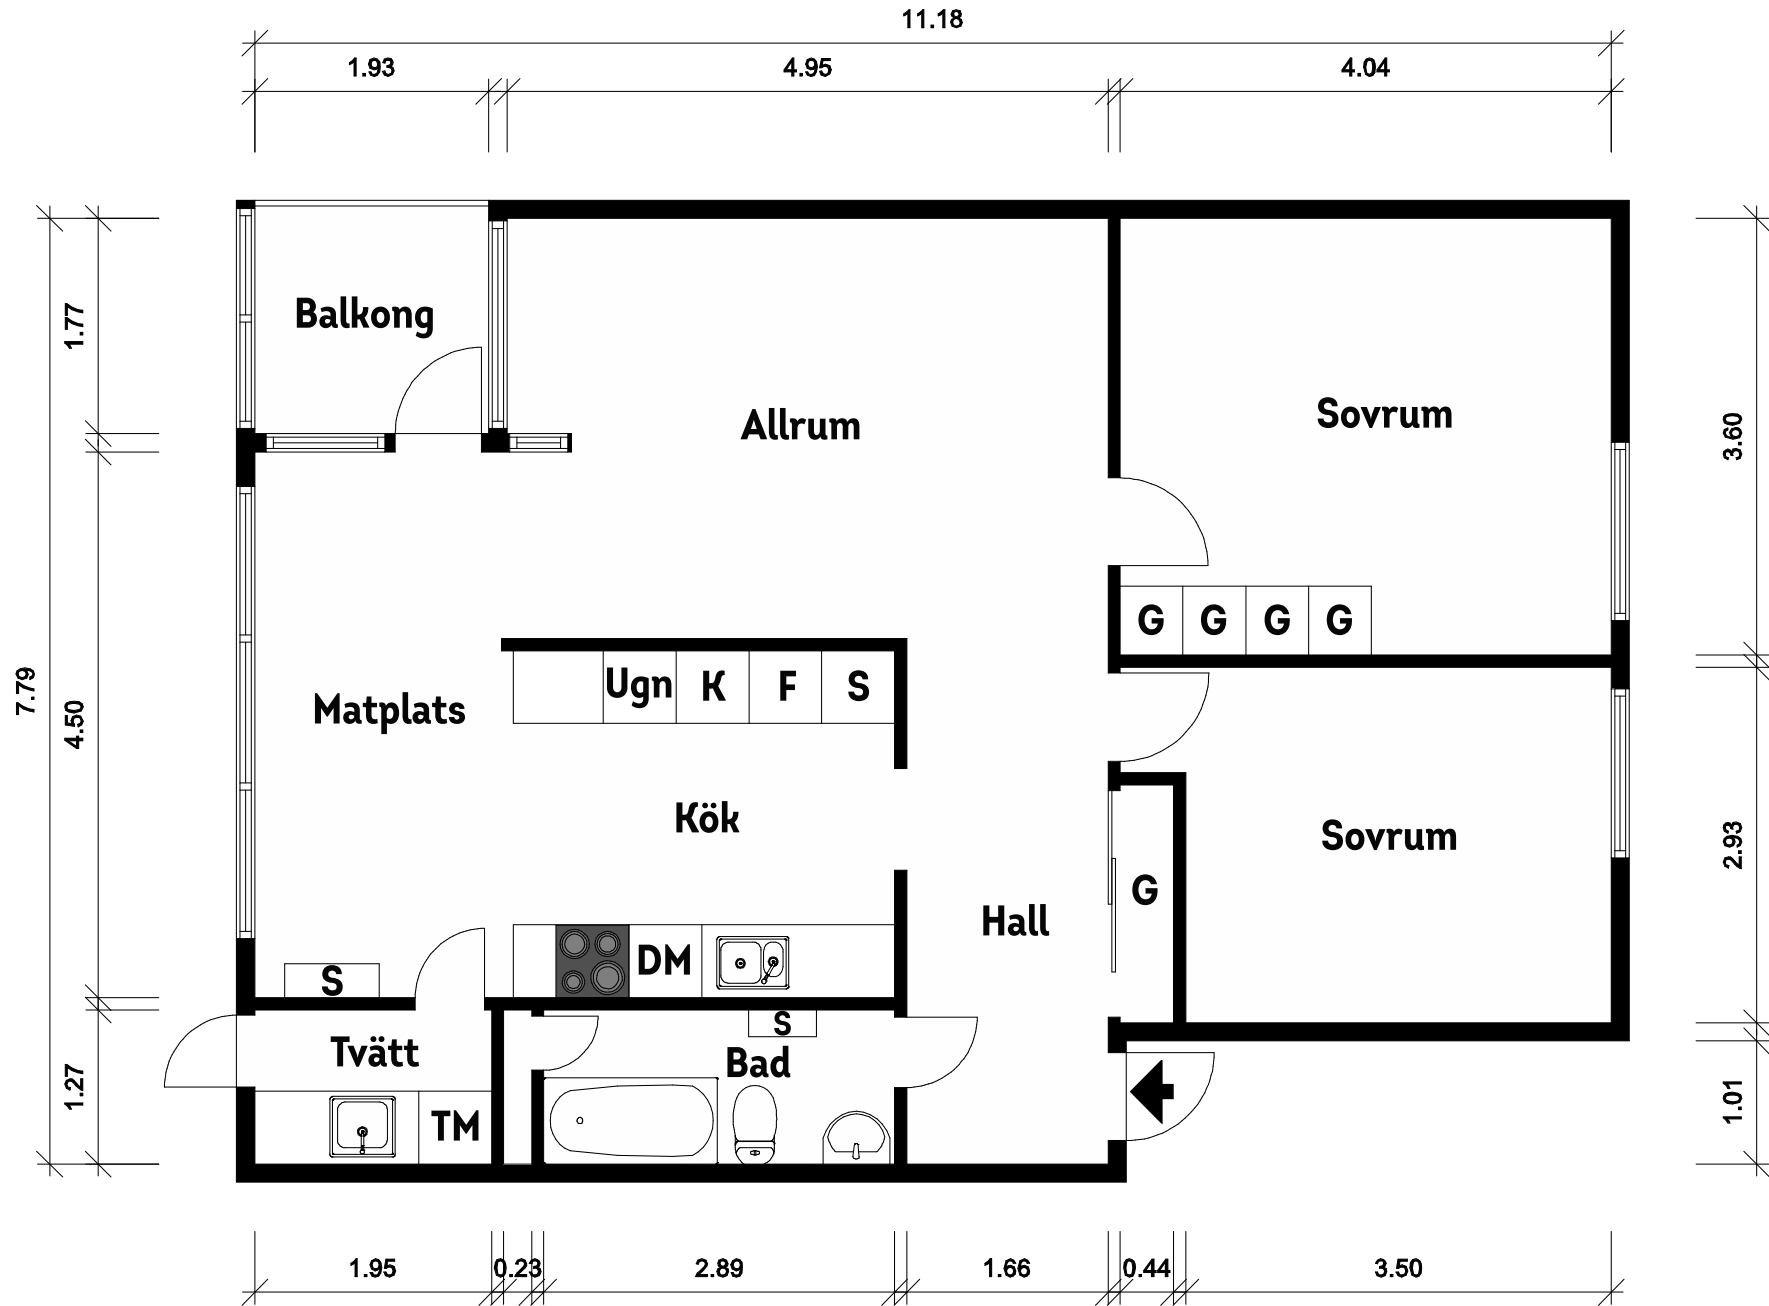 11.18
1.93 4.95 4.04
Balkong
1.77
Allrum
Sovrum
3.60
G G G G
7.79
4.50
Matplats
Ugn K F S
Kök
Sovrum
2.93
G
Hall
DM
S
S
Tvätt
Bad
1.27
TM
1.01
1.95 0.23 2.89 1.66 0.44 3.50